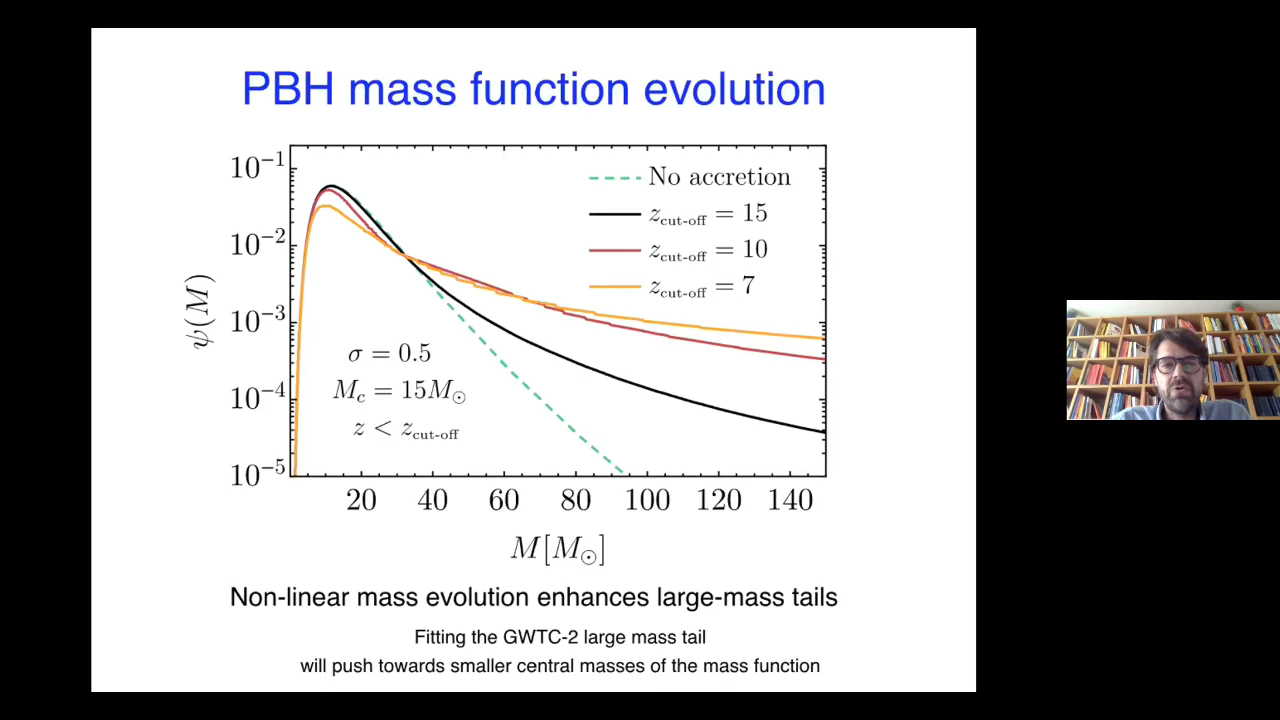 PBH mass function evolution
10⁻¹
10⁻²
10⁻³
10⁻⁴
10⁻⁵
ψ(M)
No accretion
z_cut-off = 15
z_cut-off = 10
z_cut-off = 7
σ = 0.5
M_c = 15M_⊙
z < z_cut-off
20 40 60 80 100 120 140
M[M_⊙]
Non-linear mass evolution enhances large-mass tails
Fitting the GWTC-2 large mass tail
will push towards smaller central masses of the mass function